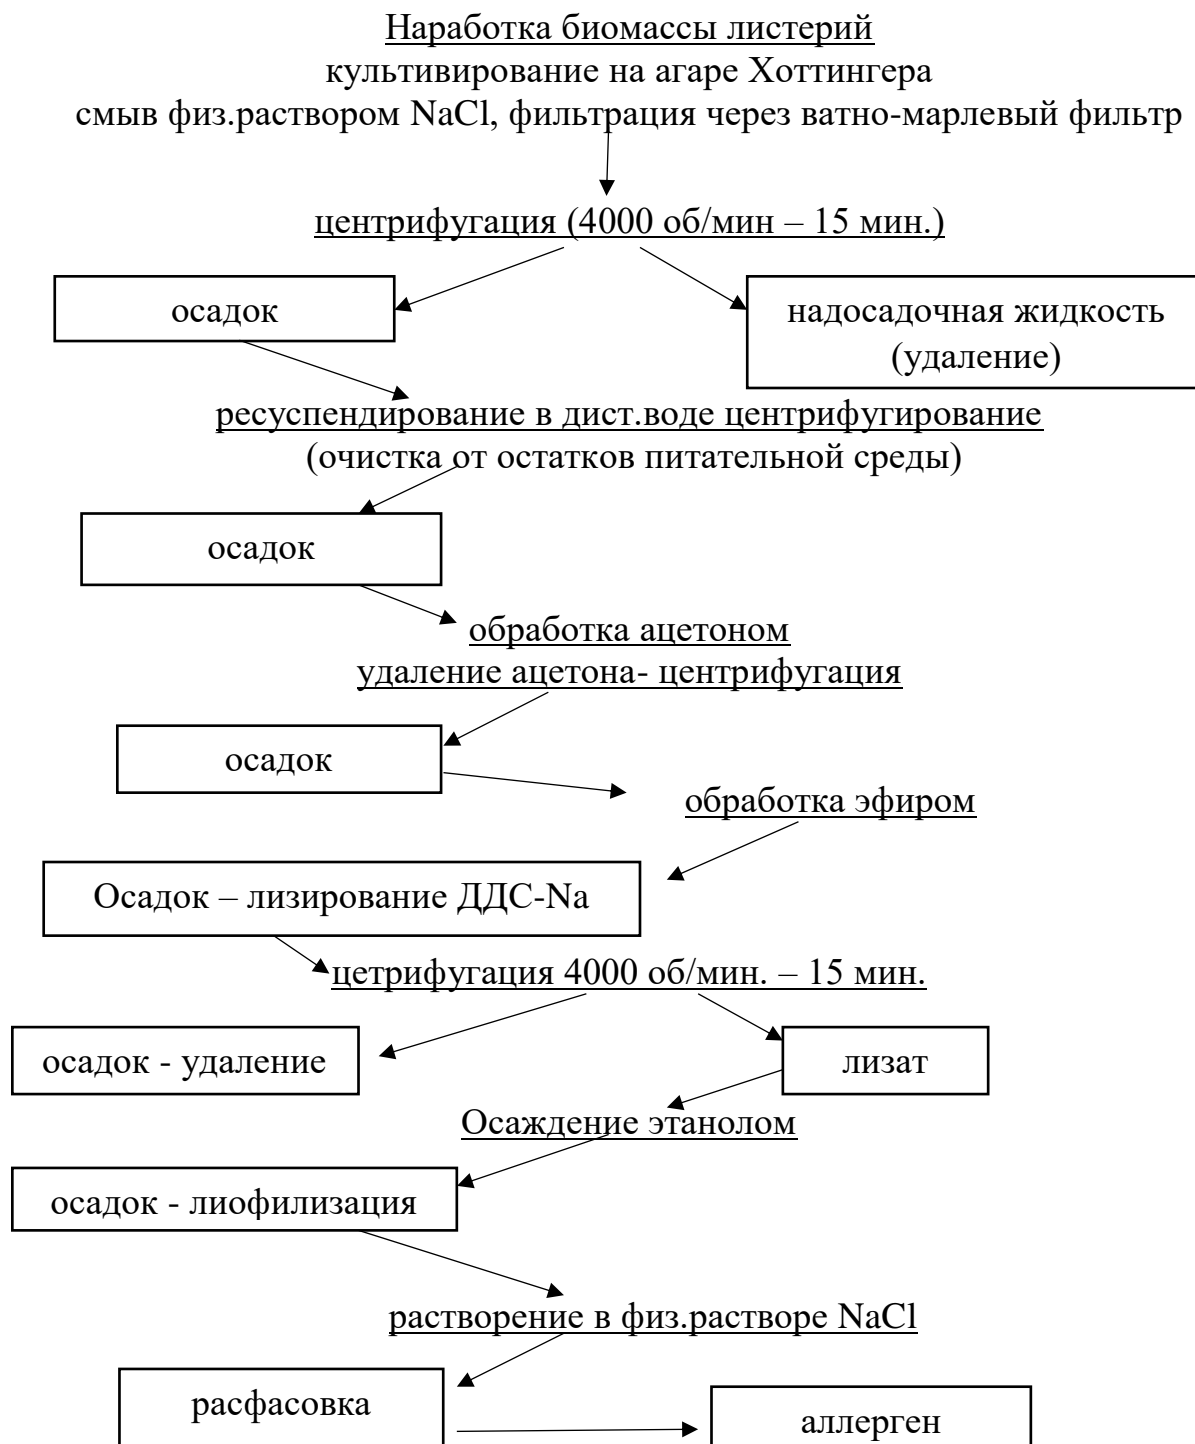 Наработка биомассы листерий
культивирование на агаре Хоттингера
смыв физ.раствором NaCl, фильтрация через ватно-марлевый фильтр
центрифугация (4000 об/мин – 15 мин.)
осадок
надосадочная жидкость
(удаление)
ресуспендирование в дист.воде центрифугирование
(очистка от остатков питательной среды)
осадок
обработка ацетоном
удаление ацетона- центрифугация
осадок
обработка эфиром
Осадок – лизирование ДДС-Na
цетрифугация 4000 об/мин. – 15 мин.
осадок - удаление
лизат
Осаждение этанолом
осадок - лиофилизация
растворение в физ.растворе NaCl
расфасовка
аллерген